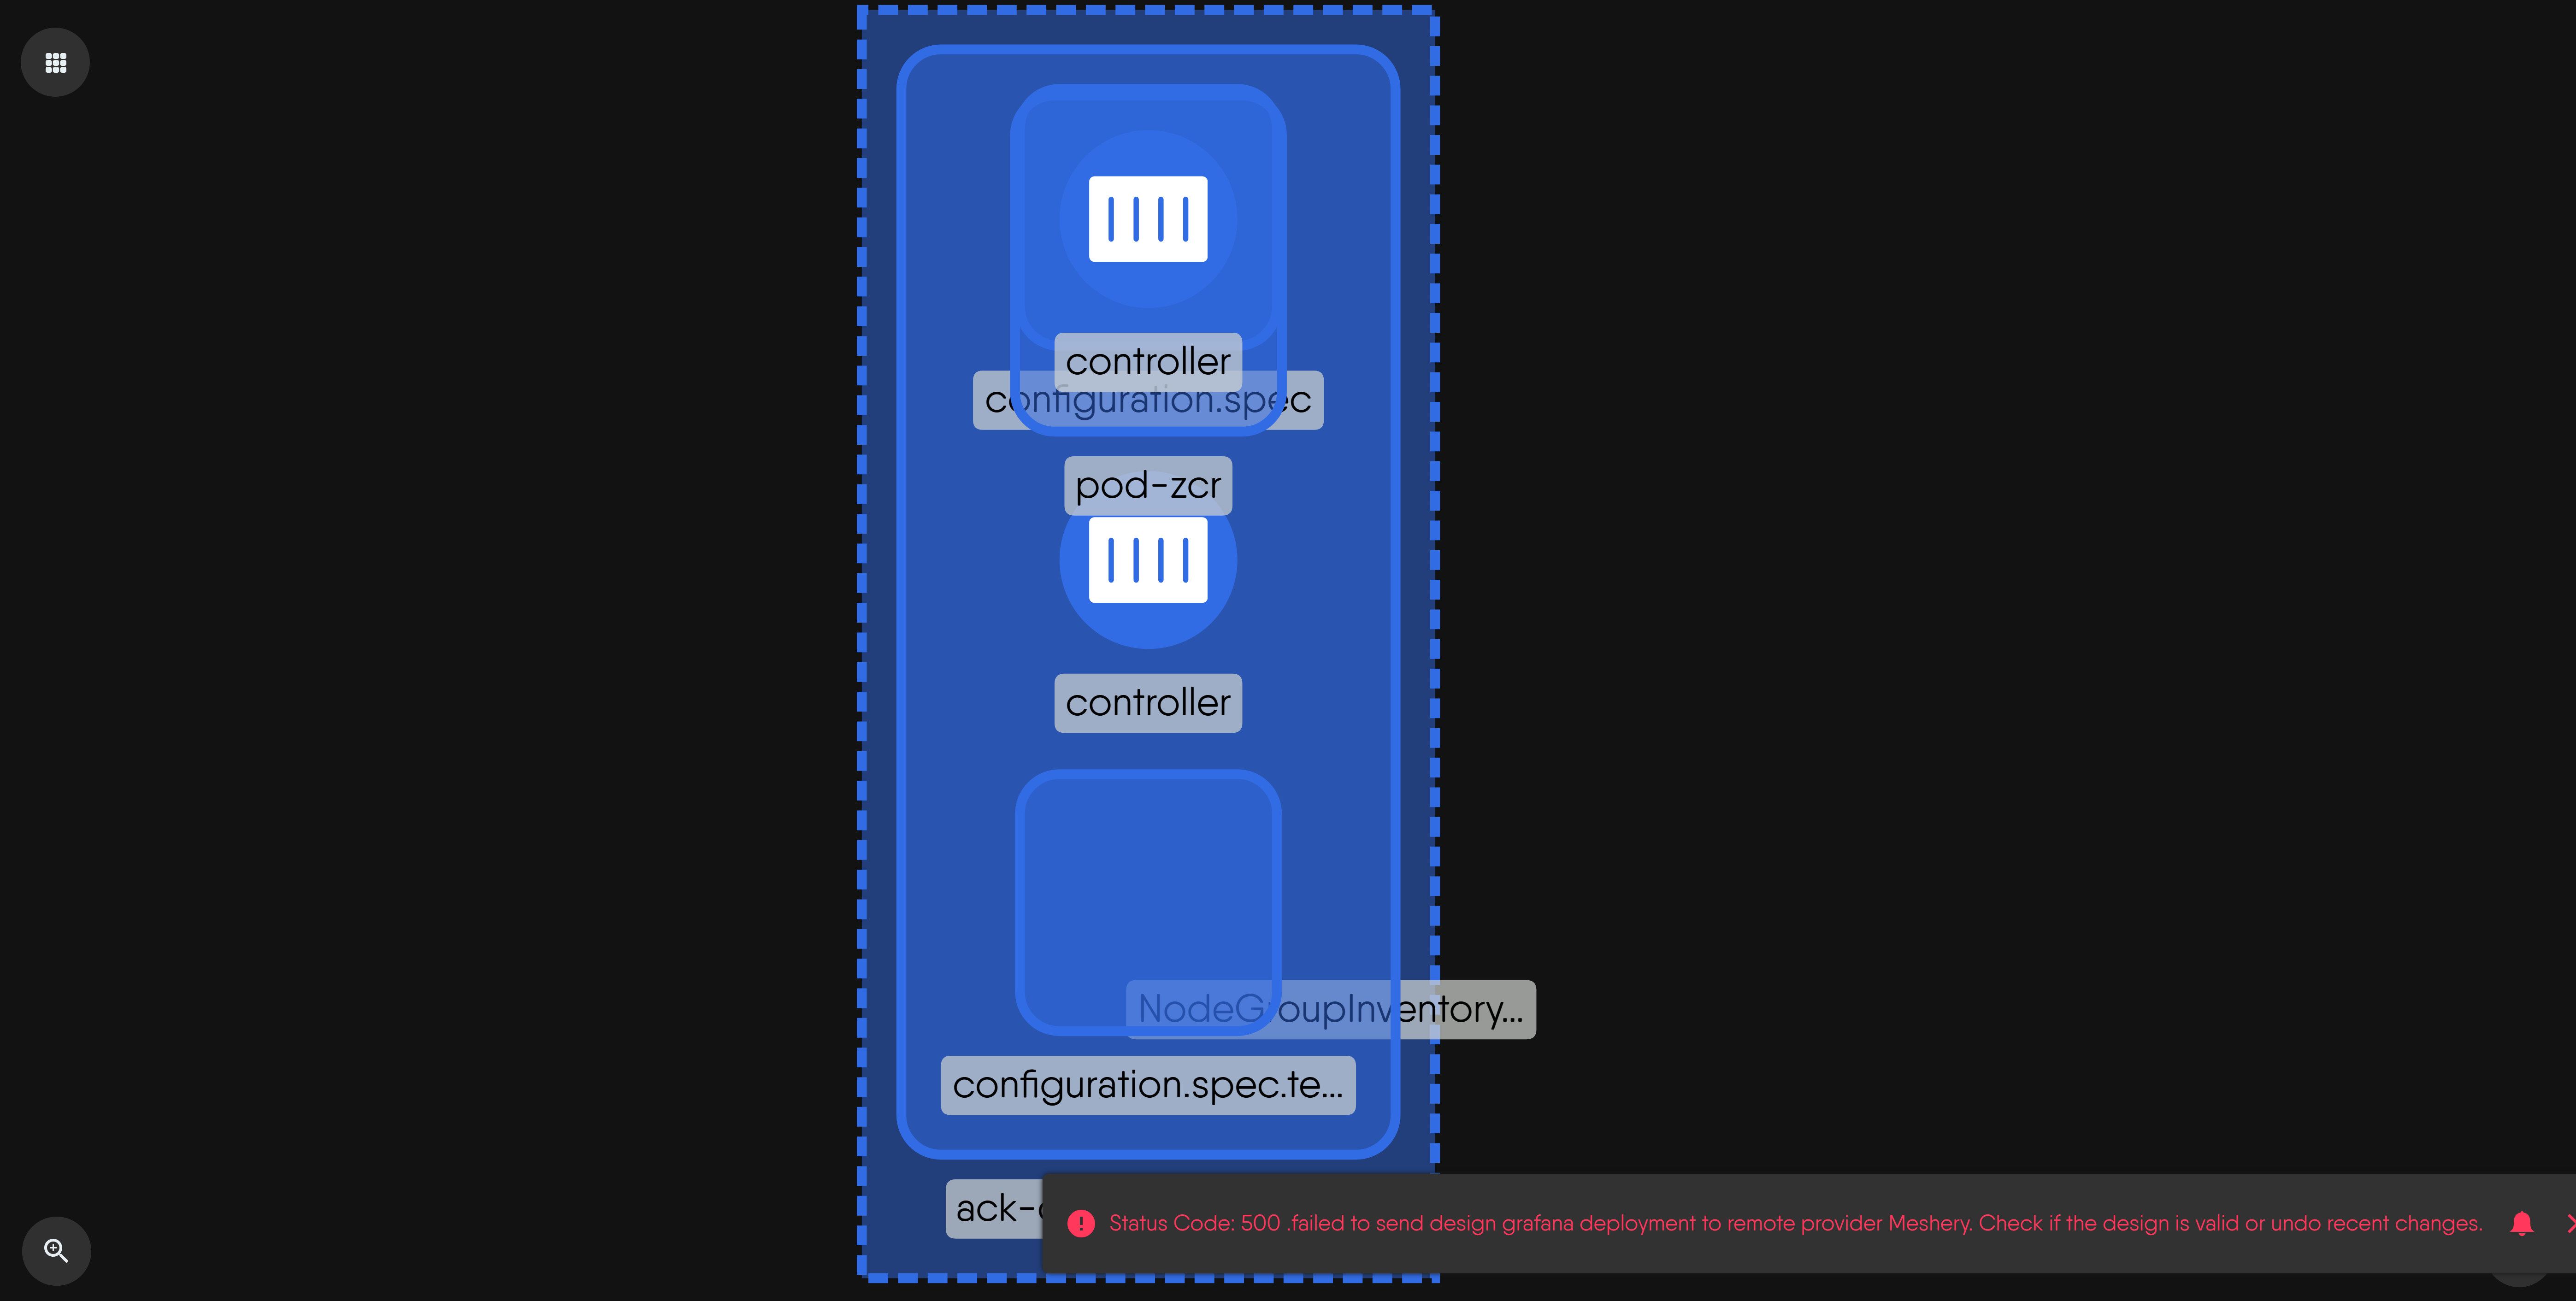 controller
configuration.spec
pod-zcr
controller
NodeGroupInventory...
configuration.spec.te...
ack-
Status Code: 500 .failed to send design grafana deployment to remote provider Meshery. Check if the design is valid or undo recent changes.